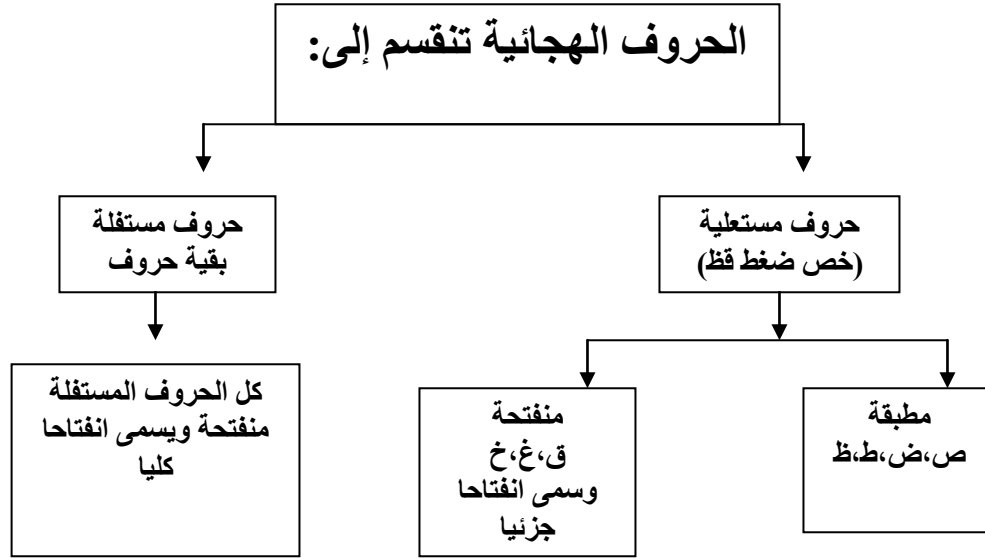 الحروف الهجائية تنقسم إلى:
حروف مستعلية
(خص ضغط قظ)
حروف مستفلة
بقية حروف
مطبقة
ص،ض،ط،ظ
منفتحة
ق،غ،خ
وسمى انفتاحا
جزئيا
كل الحروف المستفلة
منفتحة ويسمى انفتاحا
كليا